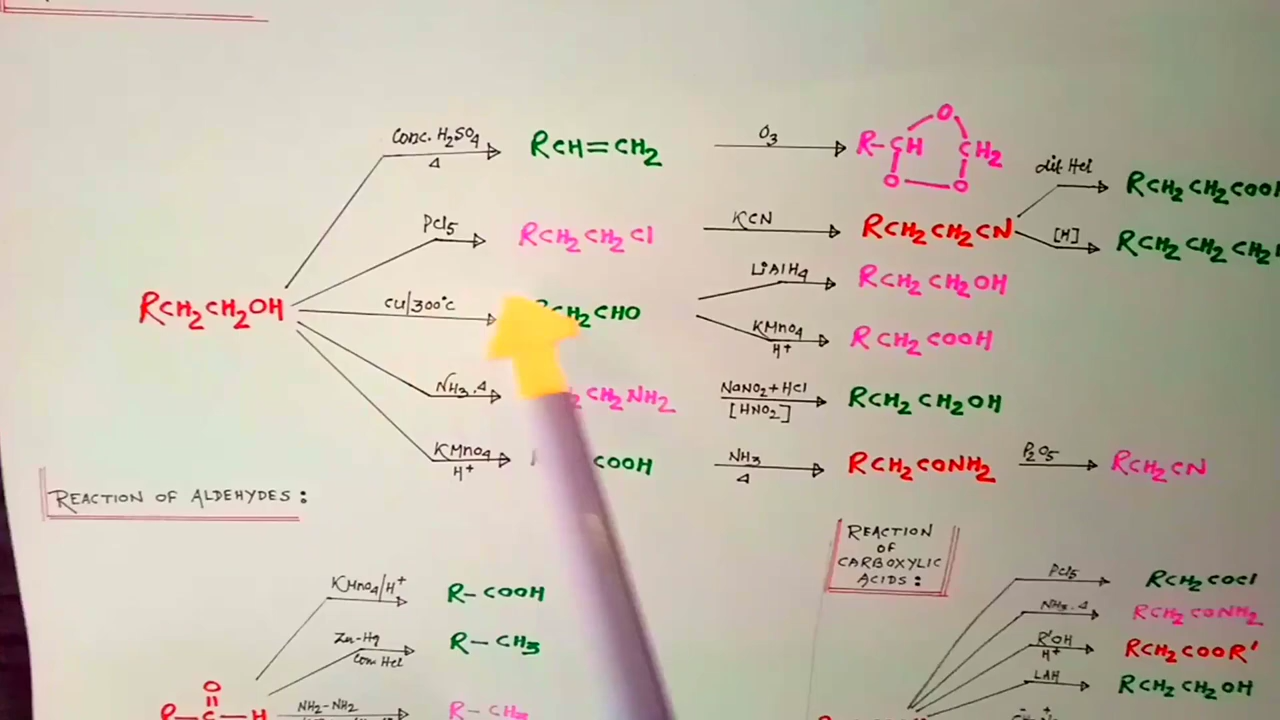 Conc. H2SO4 Δ RCH=CH2 O3 R-CH O CH2 O O
dil. Hcl RCH2CH2COO
PCl5 RCH2CH2Cl KCN RCH2CH2CN
[H] RCH2CH2CH2
RCH2CH2OH Cu/300°C CH2CHO
LiAlH4 RCH2CH2OH
KMnO4 H+ RCH2COOH
NH3.Δ CH2NH2 NaNO2+HCl [HNO2] RCH2CH2OH
KMnO4 H+ COOH NH3 Δ RCH2CONH2 P2O5 RCH2CN
REACTION OF ALDEHYDES:
KMnO4/H+ R-COOH
Zn-Hg Conc Hcl R-CH3
O
R-C-H NH2-NH2 R-CH3
REACTION
OF
CARBOXYLIC
ACIDS:
PCl5 RCH2COCl
NH3.Δ RCH2CONH2
R'OH H+ RCH2COOR'
LAH RCH2CH2OH